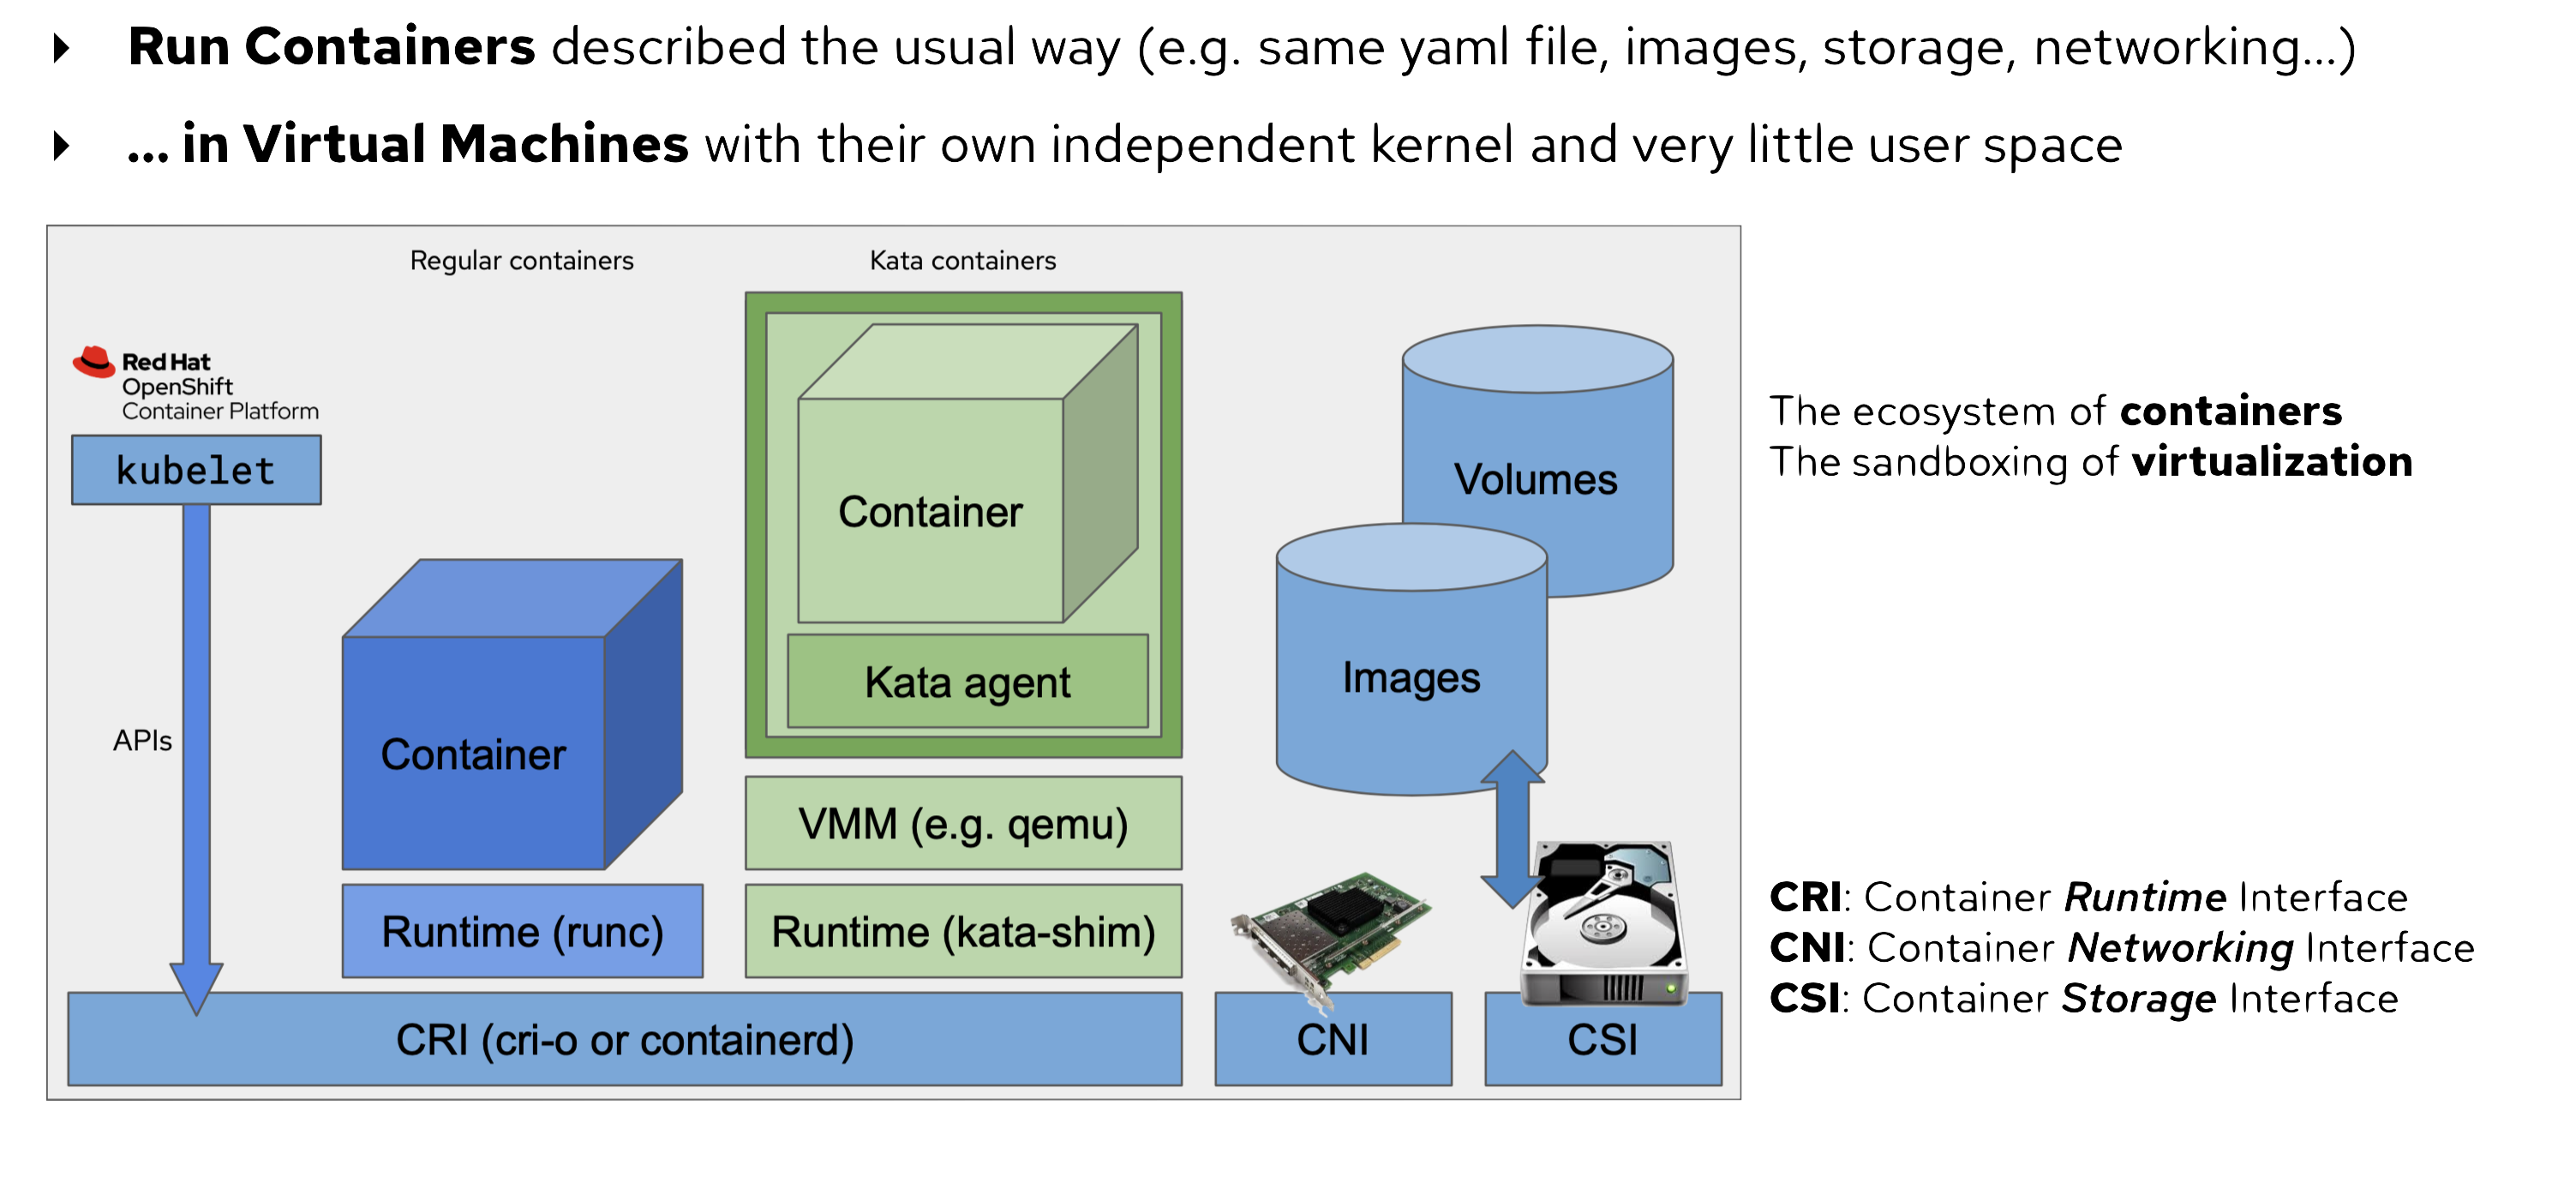 Run Containers described the usual way (e.g. same yaml file, images, storage, networking...)
... in Virtual Machines with their own independent kernel and very little user space
Regular containers
Kata containers
Red Hat
OpenShift
Container Platform
kubelet
APIs
Container
Runtime (runc)
Container
Kata agent
VMM (e.g. qemu)
Runtime (kata-shim)
CRI (cri-o or containerd)
Volumes
Images
CNI
CSI
The ecosystem of containers
The sandboxing of virtualization
CRI: Container Runtime Interface
CNI: Container Networking Interface
CSI: Container Storage Interface